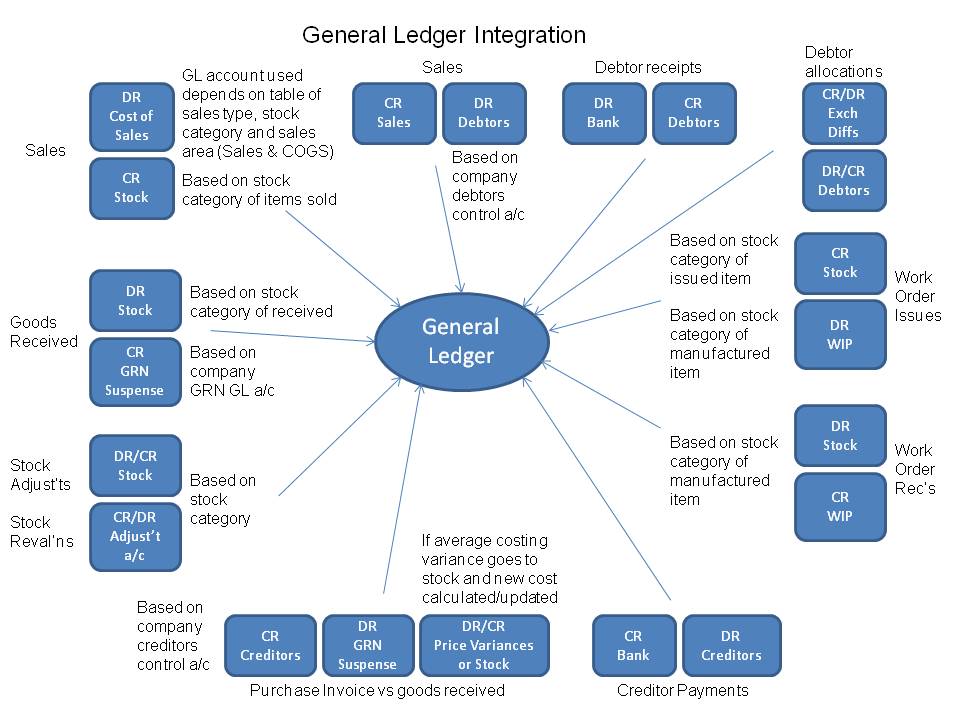 General Ledger Integration
Sales
DR
Cost of
Sales
CR
Stock
GL account used
depends on table of
sales type, stock
category and sales
area (Sales & COGS)
Based on stock
category of items sold
Sales
CR
Sales
DR
Debtors
Based on
company
debtors
control a/c
Debtor receipts
DR
Bank
CR
Debtors
Debtor
allocations
CR/DR
Exch
Diffs
DR/CR
Debtors
Goods
Received
DR
Stock
CR
GRN
Suspense
Based on stock
category of received
Based on
company
GRN GL a/c
General
Ledger
Based on stock
category of
issued item
Based on stock
category of
manufactured
item
CR
Stock
DR
WIP
Work
Order
Issues
Stock
Adjust'ts
Stock
Reval'ns
DR/CR
Stock
CR/DR
Adjust’t
a/c
Based on
stock
category
Based on stock
category of
manufactured
item
DR
Stock
CR
WIP
Work
Order
Rec's
If average costing
variance goes to
stock and new cost
calculated/updated
Based on
company
creditors
control a/c
CR
Creditors
DR
GRN
Suspense
DR/CR
Price Variances
or Stock
Purchase Invoice vs goods received
CR
Bank
DR
Creditors
Creditor Payments